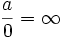 a/0 = ∞